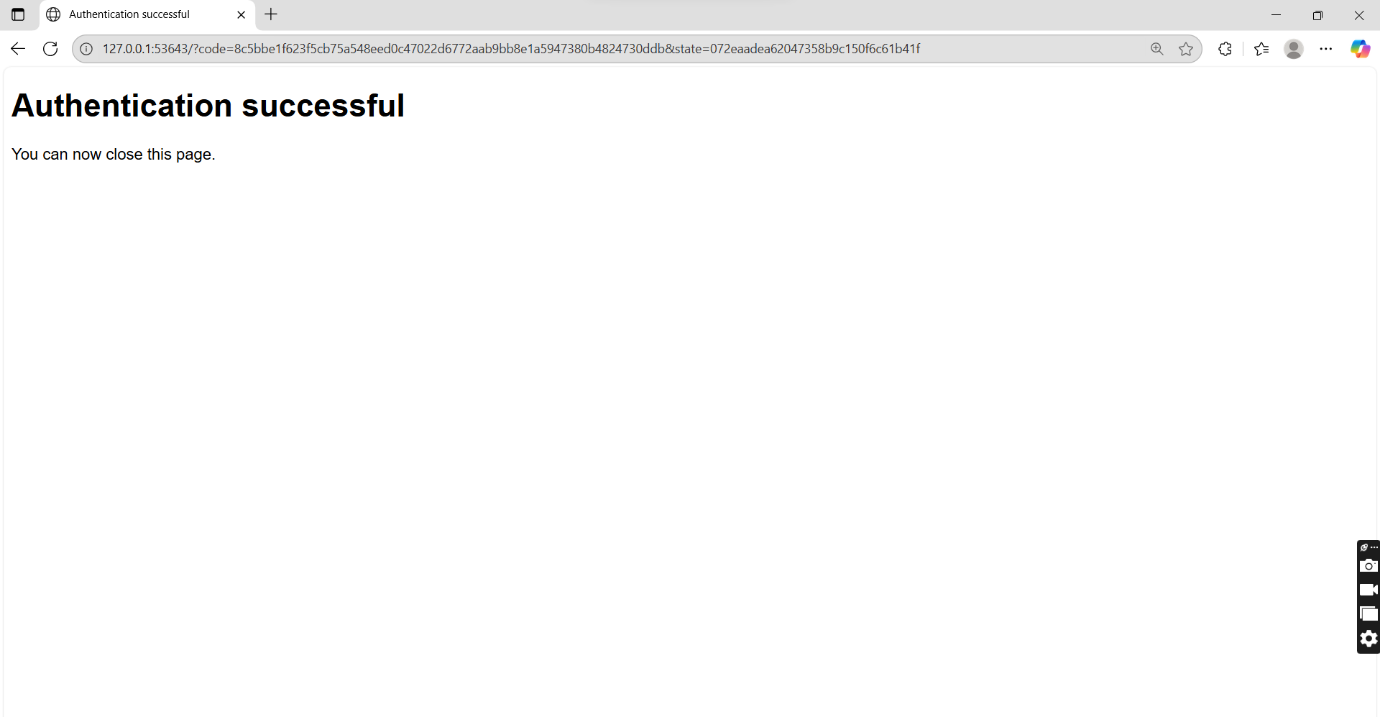 Authentication successful
127.0.0.1:53643/?code=8c5bbe1f623f5cb75a548eed0c47022d6772aab9bb8e1a5947380b4824730ddb&state=072eaadea62047358b9c150f6c61b41f
Authentication successful
You can now close this page.